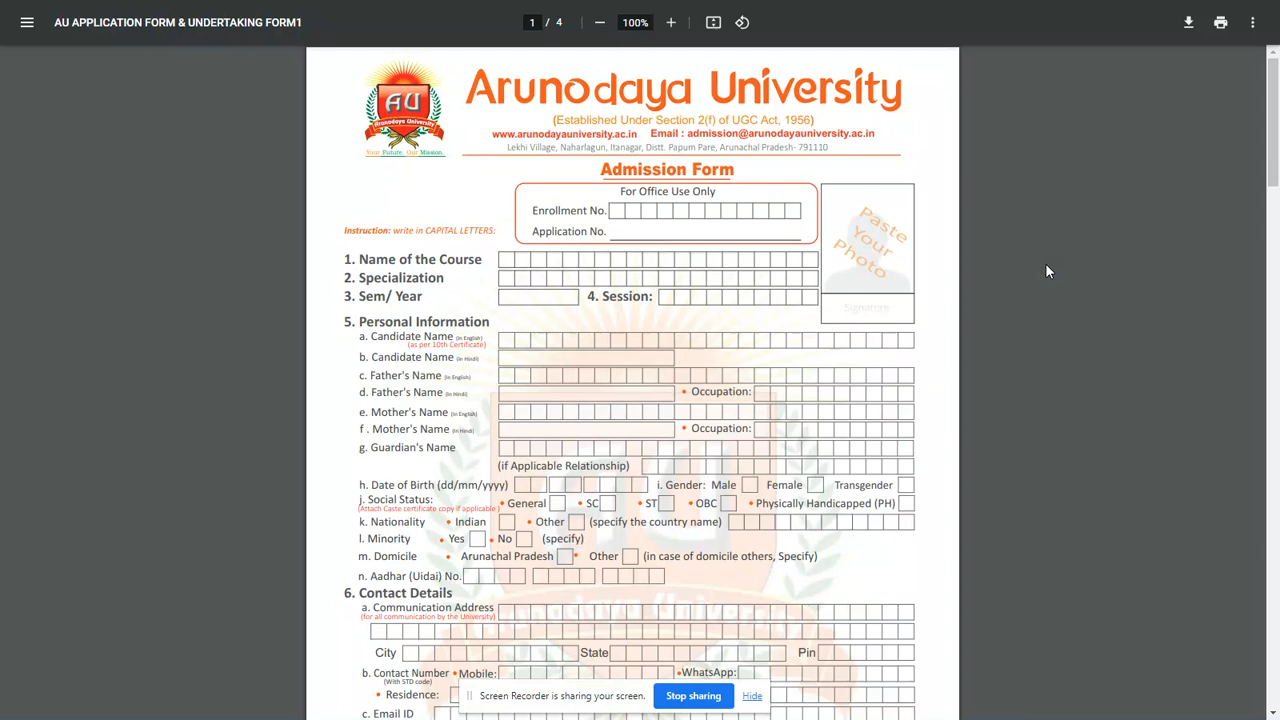 AU APPLICATION FORM & UNDERTAKING FORM1
1 / 4
100%
AU
Arunodaya University
Your Future, Our Mission.
Arunodaya University
(Established Under Section 2(f) of UGC Act, 1956)
www.arunodayauniversity.ac.in Email : admission@arunodayauniversity.ac.in
Lekhi Village, Naharlagun, Itanagar, Distt. Papum Pare, Arunachal Pradesh- 791110
Admission Form
For Office Use Only
Enrollment No.
Application No.
Instruction: write in CAPITAL LETTERS:
Paste Your Photo
Signature
1. Name of the Course
2. Specialization
3. Sem/ Year 4. Session:
5. Personal Information
a. Candidate Name (In English)
(as per 10th Certificate)
b. Candidate Name (In Hindi)
c. Father's Name (In English)
d. Father's Name (In Hindi) • Occupation:
e. Mother's Name (In English)
f . Mother's Name (In Hindi) • Occupation:
g. Guardian's Name
(if Applicable Relationship)
h. Date of Birth (dd/mm/yyyy) i. Gender: Male Female Transgender
j. Social Status: • General • SC • ST • OBC • Physically Handicapped (PH)
(Attach Caste certificate copy if applicable )
k. Nationality • Indian • Other (specify the country name)
l. Minority • Yes • No (specify)
m. Domicile • Arunachal Pradesh • Other (in case of domicile others, Specify)
n. Aadhar (Uidai) No.
6. Contact Details
a. Communication Address
(for all communication by the University)
City State Pin
b. Contact Number • Mobile: • WhatsApp:
(With STD code)
• Residence:
c. Email ID
AU
Arunodaya University
Screen Recorder is sharing your screen. Stop sharing Hide